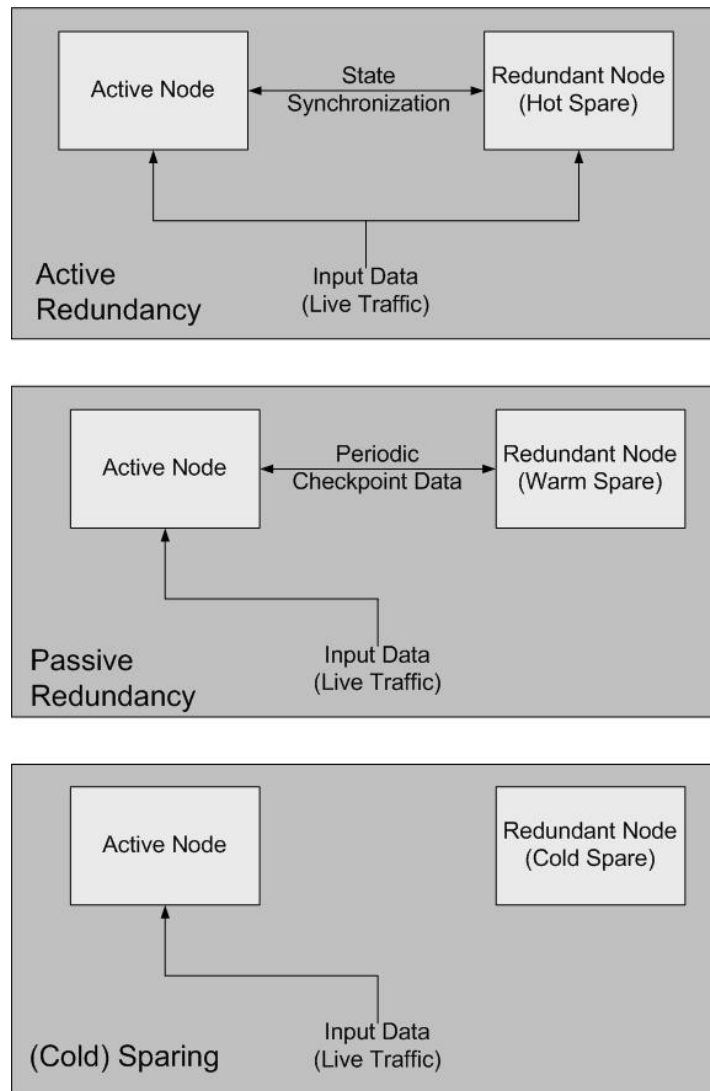 Active Node
State
Synchronization
Redundant Node
(Hot Spare)
Input Data
(Live Traffic)
Active
Redundancy
Active Node
Periodic
Checkpoint Data
Redundant Node
(Warm Spare)
Input Data
(Live Traffic)
Passive
Redundancy
Active Node
Redundant Node
(Cold Spare)
Input Data
(Live Traffic)
(Cold) Sparing